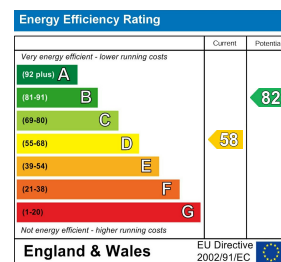 Energy Efficiency Rating
Current
Potentia
Very energy efficient - lower running costs
(92 plus) A
(81-91) B
82
(69-80) C
(55-68) D
58
(39-54) E
(21-38) F
(1-20) G
Not energy efficient - higher running costs
England & Wales
EU Directive
2002/91/EC